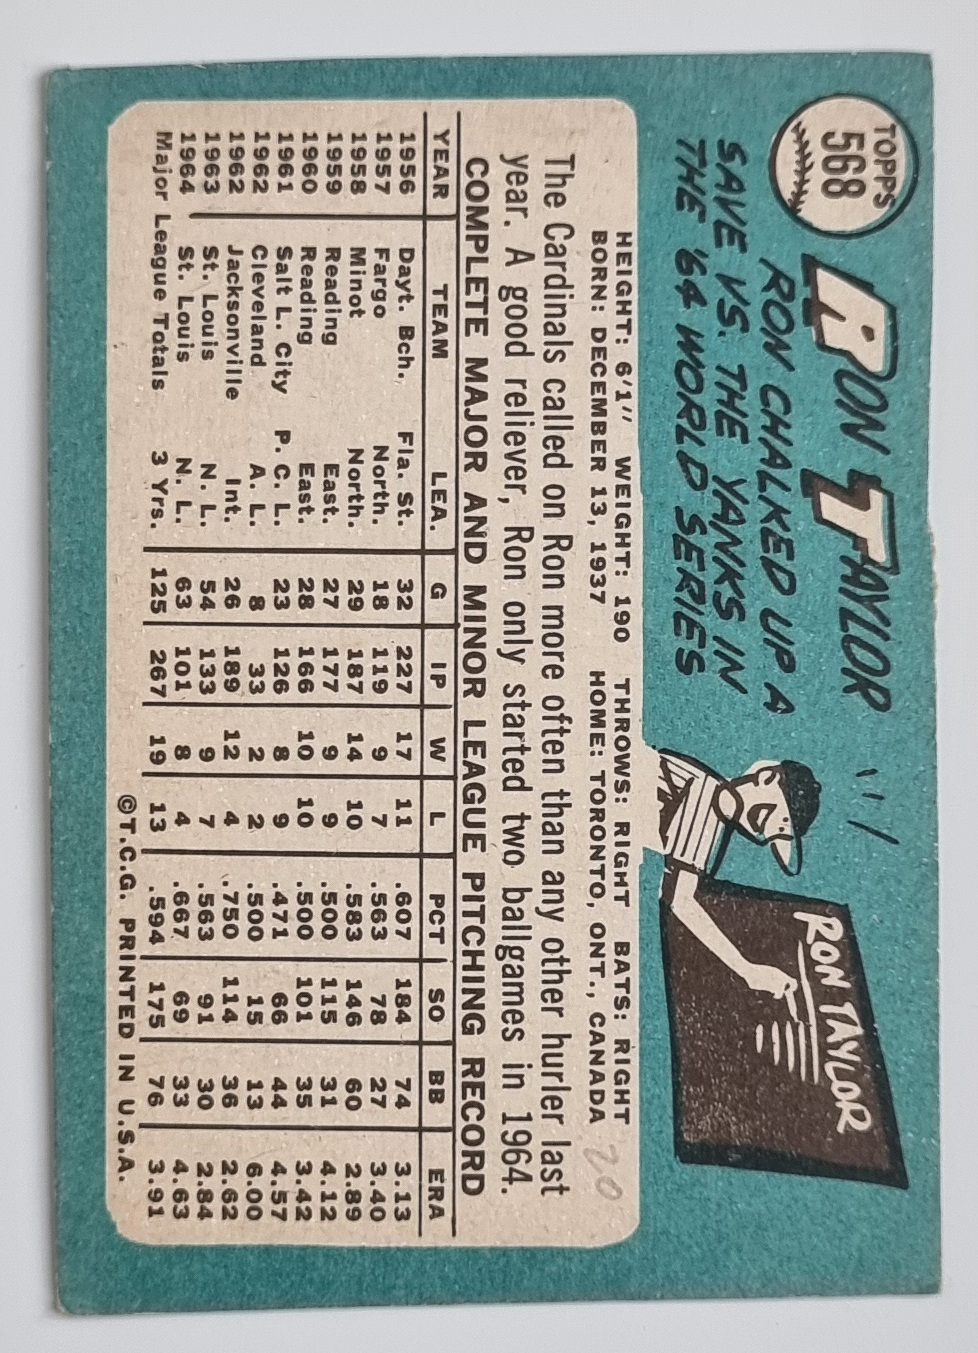 TOPPS
568
RON TAYLOR
RON CHALKED UP A
SAVE VS. THE YANKS IN
THE '64 WORLD SERIES
RON TAYLOR
HEIGHT: 6'1" WEIGHT: 190 THROWS: RIGHT BATS: RIGHT
BORN: DECEMBER 13, 1937 HOME: TORONTO, ONT., CANADA
20
The Cardinals called on Ron more often than any other hurler last
year. A good reliever, Ron only started two ballgames in 1964.
COMPLETE MAJOR AND MINOR LEAGUE PITCHING RECORD
YEAR TEAM LEA. G IP W L PCT SO BB ERA
1956 Dayt. Bch. Fla. St. 32 227 17 11 .607 184 74 3.13
1957 Fargo North. 18 119 9 7 .563 78 27 3.40
1958 Minot North. 29 187 14 10 .583 146 60 2.89
1959 Reading East. 27 177 9 9 .500 115 31 4.12
1960 Reading East. 28 166 10 10 .500 101 35 3.42
1961 Salt L. City P. C. L. 23 126 8 9 .471 66 44 4.57
1962 Cleveland A. L. 8 33 2 2 .500 15 13 6.00
1962 Jacksonville Int. 26 189 12 4 .750 114 36 2.62
1963 St. Louis N. L. 54 133 9 7 .563 91 30 2.84
1964 St. Louis N. L. 63 101 8 4 .667 69 33 4.63
Major League Totals 3 Yrs. 125 267 19 13 .594 175 76 3.91
©T.C.G. PRINTED IN U.S.A.